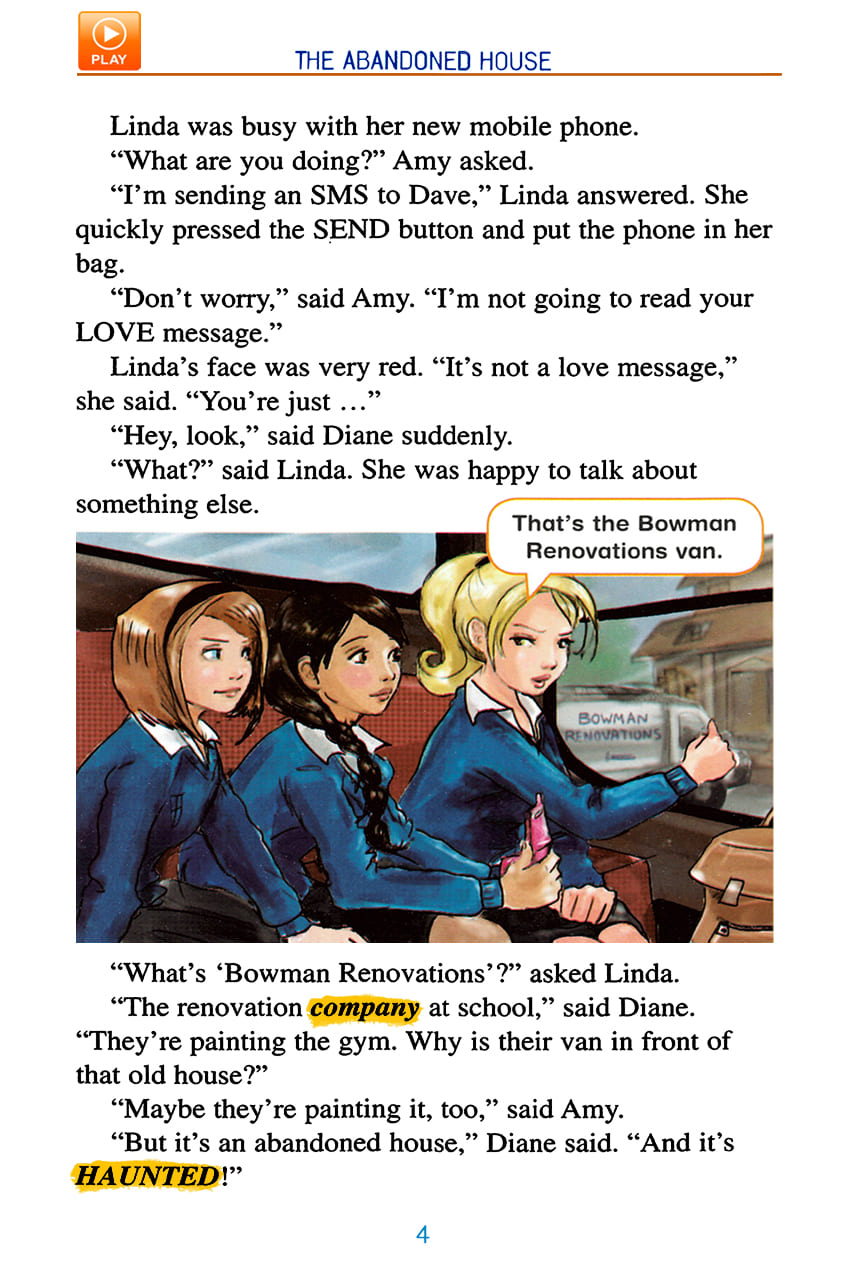 PLAY
THE ABANDONED HOUSE
Linda was busy with her new mobile phone.
“What are you doing?” Amy asked.
“I’m sending an SMS to Dave,” Linda answered. She
quickly pressed the SEND button and put the phone in her
bag.
“Don’t worry,” said Amy. “I’m not going to read your
LOVE message.”
Linda’s face was very red. “It’s not a love message,”
she said. “You’re just …”
“Hey, look,” said Diane suddenly.
“What?” said Linda. She was happy to talk about
something else.
That’s the Bowman
Renovations van.
BOWMAN
RENOVATIONS
“What’s ‘Bowman Renovations’?” asked Linda.
“The renovation company at school,” said Diane.
“They’re painting the gym. Why is their van in front of
that old house?”
“Maybe they’re painting it, too,” said Amy.
“But it’s an abandoned house,” Diane said. “And it’s
HAUNTED!”
4